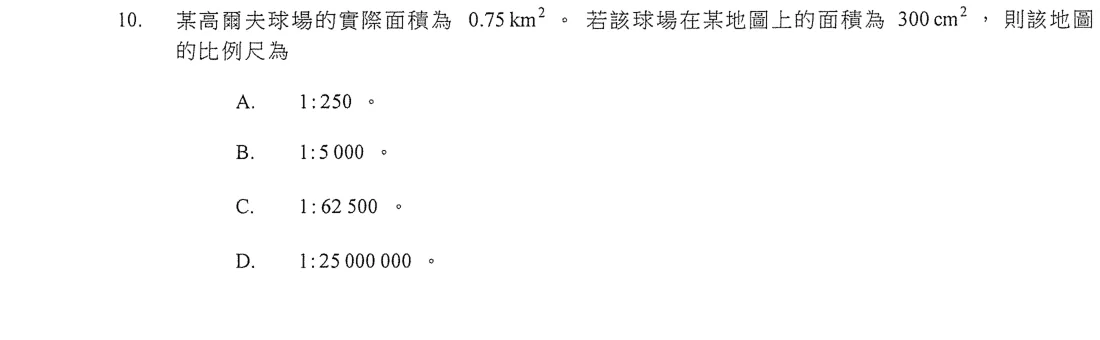 10. 某高爾夫球場的實際面積為 0.75 km²。若該球場在某地圖上的面積為 300 cm²，則該地圖
的比例尺為
A. 1:250。
B. 1:5 000。
C. 1:62 500。
D. 1:25 000 000。